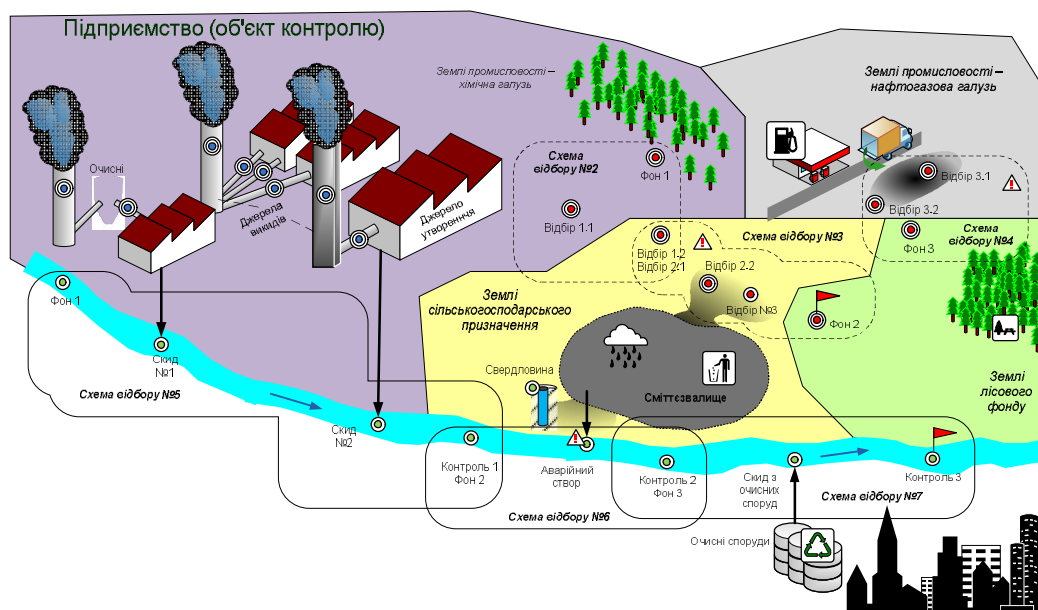 Підприємство (об'єкт контролю)
Землі промисловості –
хімічна галузь
Землі промисловості –
нафтогазова галузь
Очисні
Схема
відбору №2
Фон 1
Відбір 3.1
Джерело
утворенння
Джерела
викидів
Відбір 1.1
Відбір 3.2
Відбір 1-2
Відбір 2.1
Схема відбору №3
Фон 3
Схема
відбору №4
Відбір 2-2
Фон 1
Землі
сільськогосподарського
призначення
Відбір №3
Фон 2
Скид
№1
Свердловина
Схема відбору №5
Сміттєзвалище
Землі
лісового
фонду
Скид
№2
Контроль 1
Фон 2
Аварійний
створ
Контроль 2
Фон 3
Скид з
очисних
споруд
Контроль 3
Схема відбору №6
Схема відбору №7
Очисні споруди